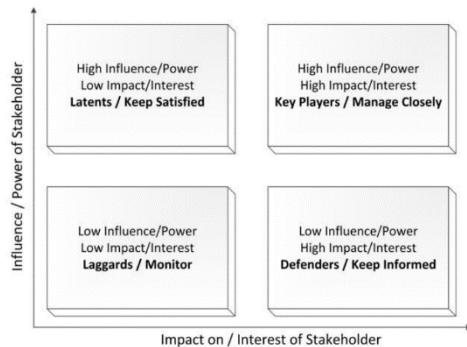 High Influence/Power
Low Impact/Interest
Latents / Keep Satisfied
High Influence/Power
High Impact/Interest
Key Players / Manage Closely
Low Influence/Power
Low Impact/Interest
Laggards / Monitor
Low Influence/Power
High Impact/Interest
Defenders / Keep Informed
Influence / Power of Stakeholder
Impact on / Interest of Stakeholder